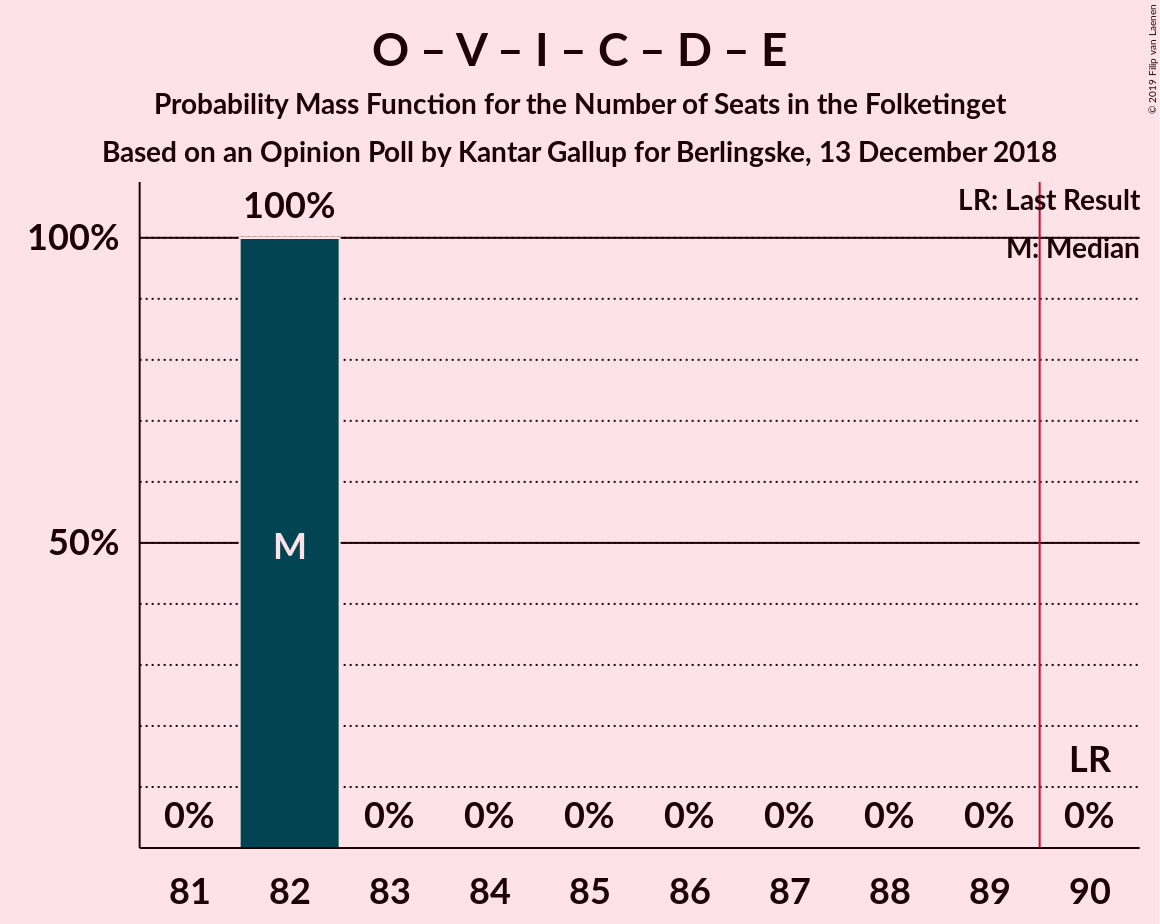 O – V – I – C – D – E
Probability Mass Function for the Number of Seats in the Folketinget
Based on an Opinion Poll by Kantar Gallup for Berlingske, 13 December 2018
© 2019 Filip van Laenen
LR: Last Result
M: Median
100%
100%
50%
M
LR
0% 0% 0% 0% 0% 0% 0% 0% 0%
81 82 83 84 85 86 87 88 89 90